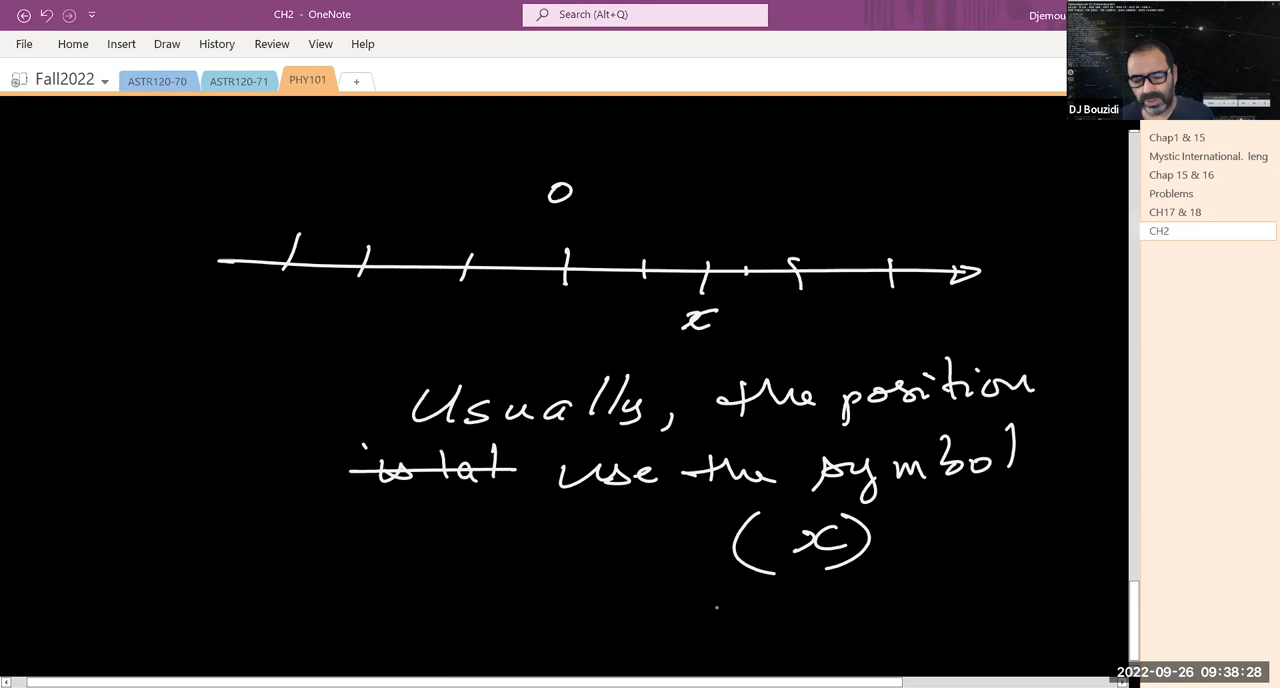 CH2 - OneNote
Search (Alt+Q)
Djemou
File Home Insert Draw History Review View Help
Fall2022 ASTR120-70 ASTR120-71 PHY101 +
DJ Bouzidi
Chap1 & 15
Mystic International. leng
Chap 15 & 16
Problems
CH17 & 18
CH2
0
x
Usually, the position
use the symbol
(x)
2022-09-26 09:38:28